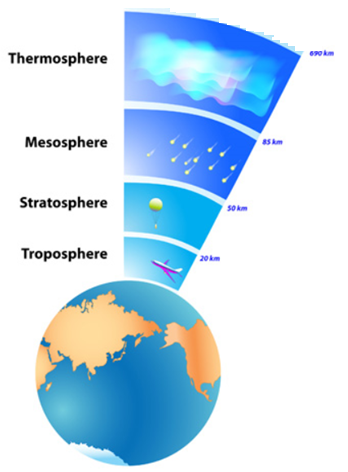 690 km
Thermosphere
Mesosphere
85 km
Stratosphere
50 km
Troposphere
20 km